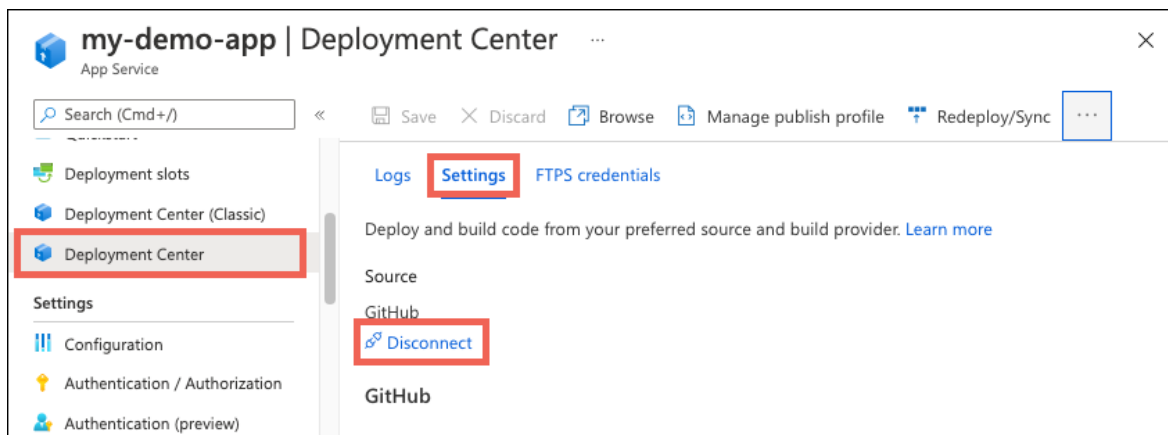 my-demo-app | Deployment Center ...
App Service
Search (Cmd+/)
«
Save
Discard
Browse
Manage publish profile
Redeploy/Sync
...
Deployment slots
Deployment Center (Classic)
Deployment Center
Settings
Configuration
Authentication / Authorization
Authentication (preview)
Logs
Settings
FTPS credentials
Deploy and build code from your preferred source and build provider. Learn more
Source
GitHub
Disconnect
GitHub